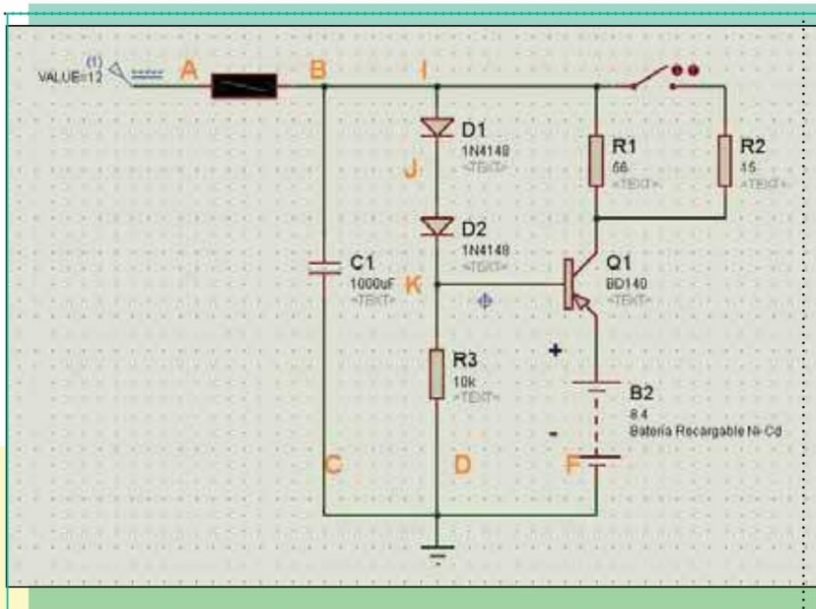 (1)
VALUE=12
A
B
I
D1
1N4148
<TEXT>
J
R1
56
<TEXT>
R2
15
<TEXT>
D2
1N4148
<TEXT>
C1
1000uF
<TEXT>
K
Q1
BD140
<TEXT>
+
R3
10k
<TEXT>
B2
8.4
Batería Recargable Ni-Cd
-
C
D
F